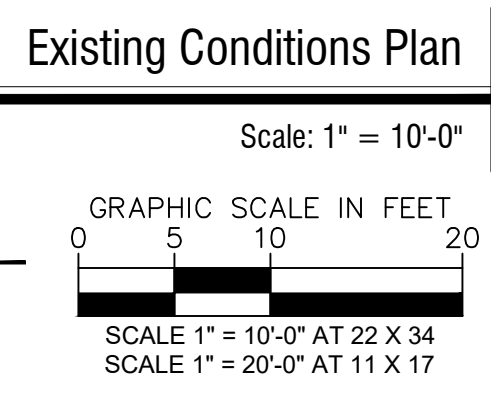 Existing Conditions Plan
Scale: 1" = 10'-0"
GRAPHIC SCALE IN FEET
0 5 10 20
SCALE 1" = 10'-0" AT 22 X 34
SCALE 1" = 20'-0" AT 11 X 17